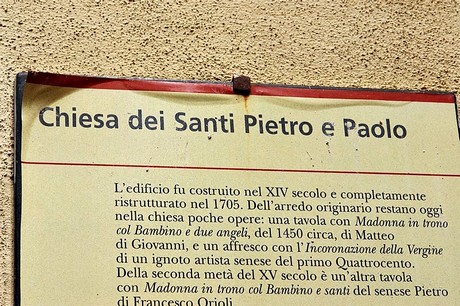 Chiesa dei Santi Pietro e Paolo
L'edificio fu costruito nel XIV secolo e completamente
ristrutturato nel 1705. Dell'arredo originario restano oggi
nella chiesa poche opere: una tavola con Madonna in trono
col Bambino e due angeli, del 1450 circa, di Matteo
di Giovanni, e un affresco con l'Incoronazione della Vergine
di un ignoto artista senese del primo Quattrocento.
Della seconda metà del XV secolo è un'altra tavola
con Madonna in trono col Bambino e santi del senese Pietro
di Francesco Orioli.